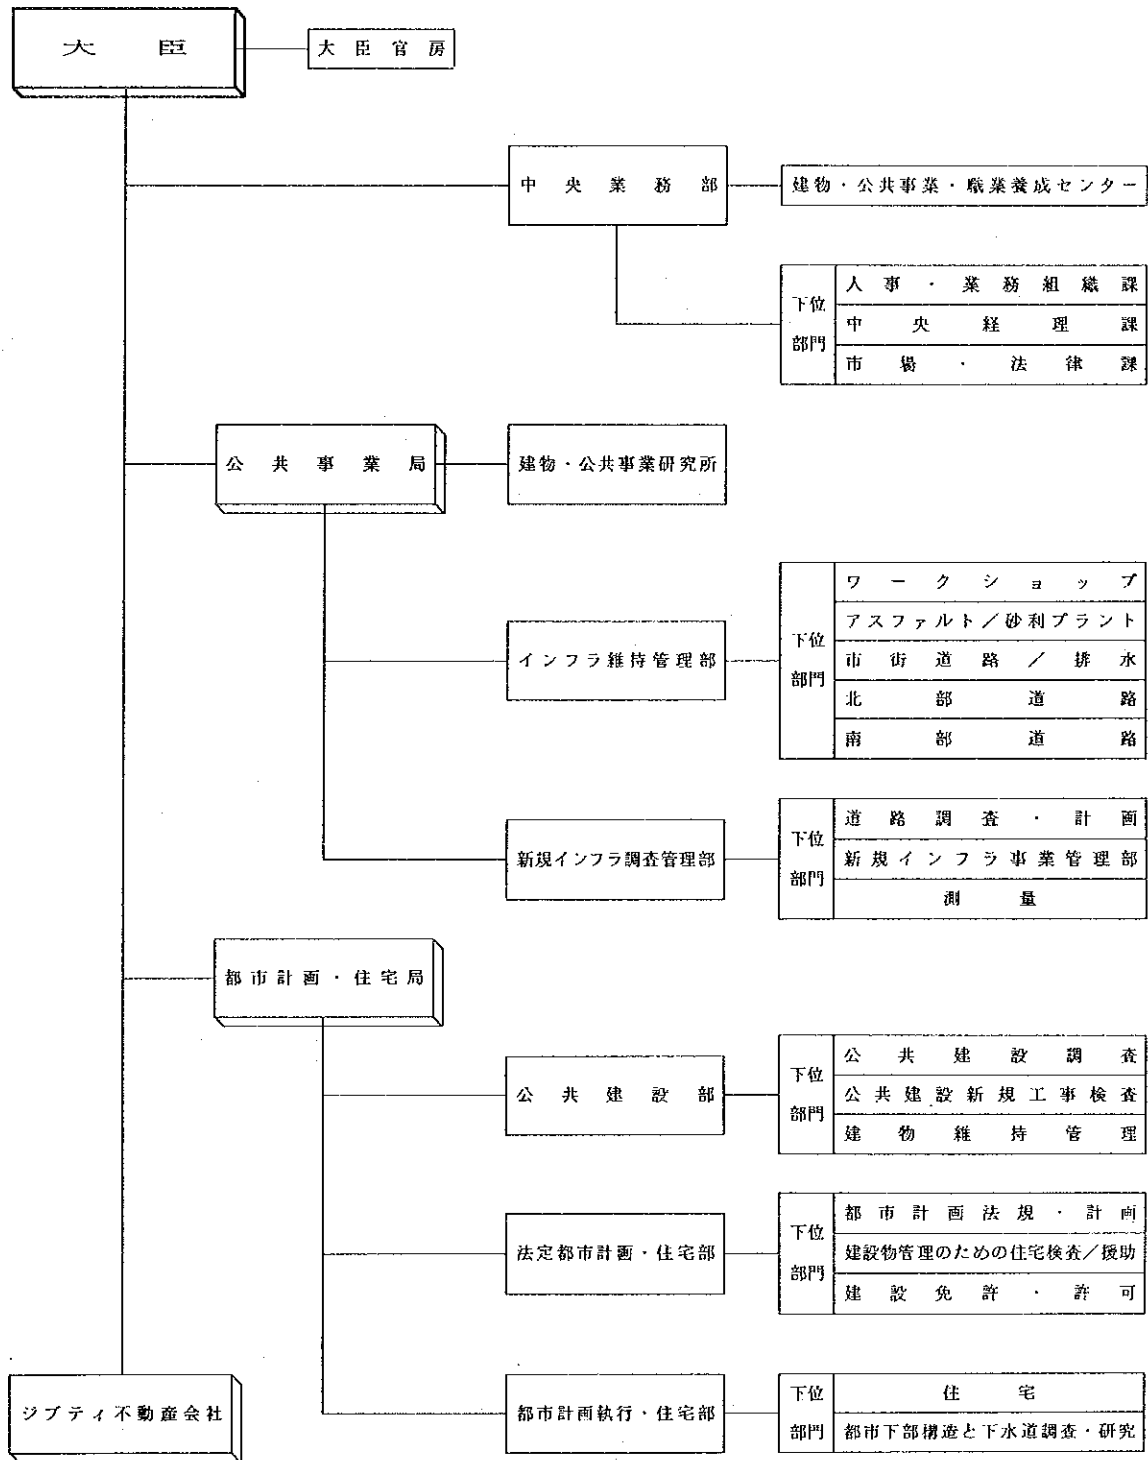 大臣
大臣官房
中央業務部
建物・公共事業・職業養成センター
下位部門
人事・業務組織課
中央経理課
市場・法律課
公共事業局
建物・公共事業研究所
インフラ維持管理部
下位部門
ワークショップ
アスファルト／砂利プラント
市街道路／排水
北部道路
南部道路
新規インフラ調査管理部
下位部門
道路調査・計画
新規インフラ事業管理部
測量
都市計画・住宅局
公共建設部
下位部門
公共建設調査
公共建設新規工事検査
建物維持管理
法定都市計画・住宅部
下位部門
都市計画法規・計画
建設物管理のための住宅検査／援助
建設免許・許可
ジブティ不動産会社
都市計画執行・住宅部
下位部門
住宅
都市下部構造と下水道調査・研究